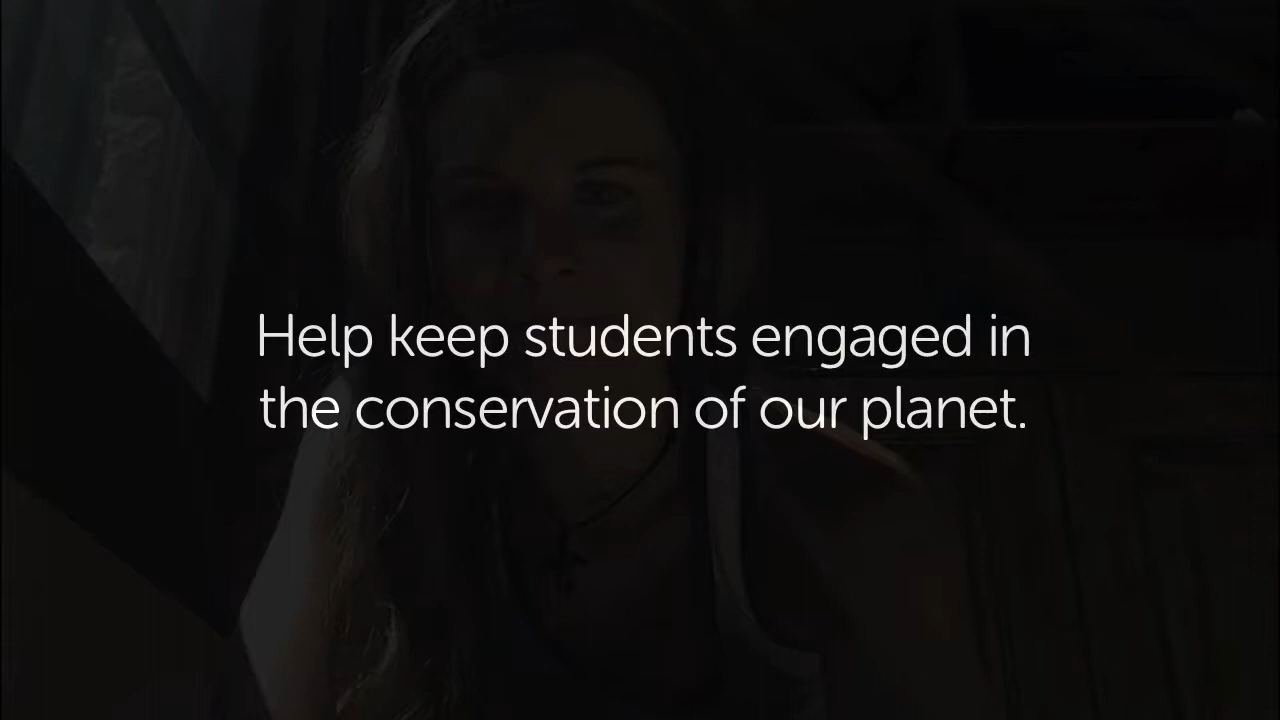 Help keep students engaged in
the conservation of our planet.